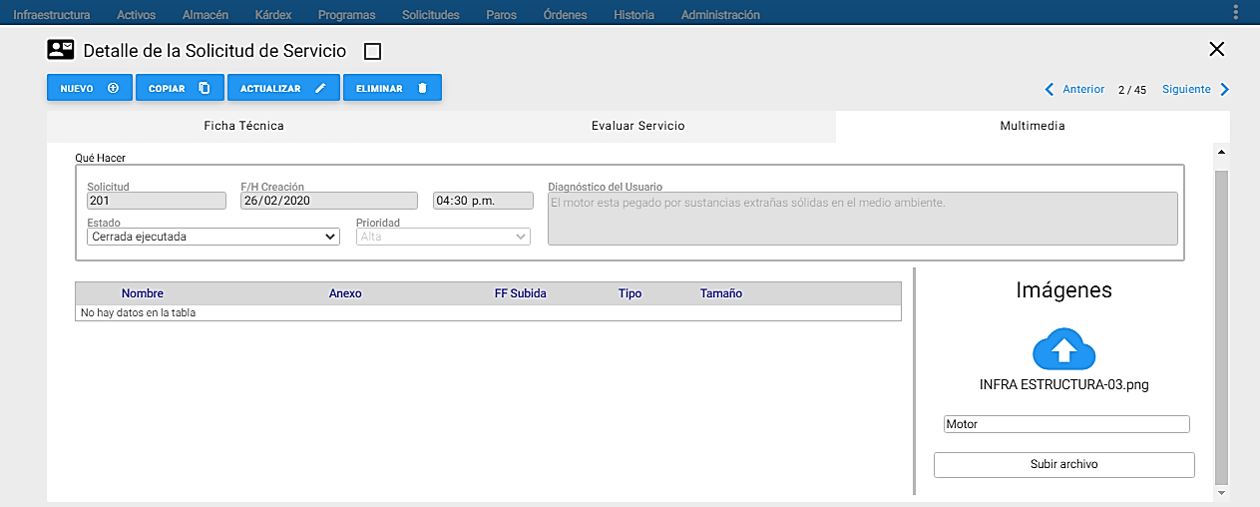 Infraestructura Activos Almacén Kárdex Programas Solicitudes Paros Órdenes Historia Administración
Detalle de la Solicitud de Servicio
NUEVO COPIAR ACTUALIZAR ELIMINAR
Anterior 2 / 45 Siguiente
Ficha Técnica Evaluar Servicio Multimedia
Qué Hacer
Solicitud F/H Creación Diagnóstico del Usuario
201 26/02/2020 04:30 p.m. El motor esta pegado por sustancias extrañas sólidas en el medio ambiente.
Estado Prioridad
Cerrada ejecutada Alta
Nombre Anexo FF Subida Tipo Tamaño
No hay datos en la tabla
Imágenes
INFRA ESTRUCTURA-03.png
Motor
Subir archivo